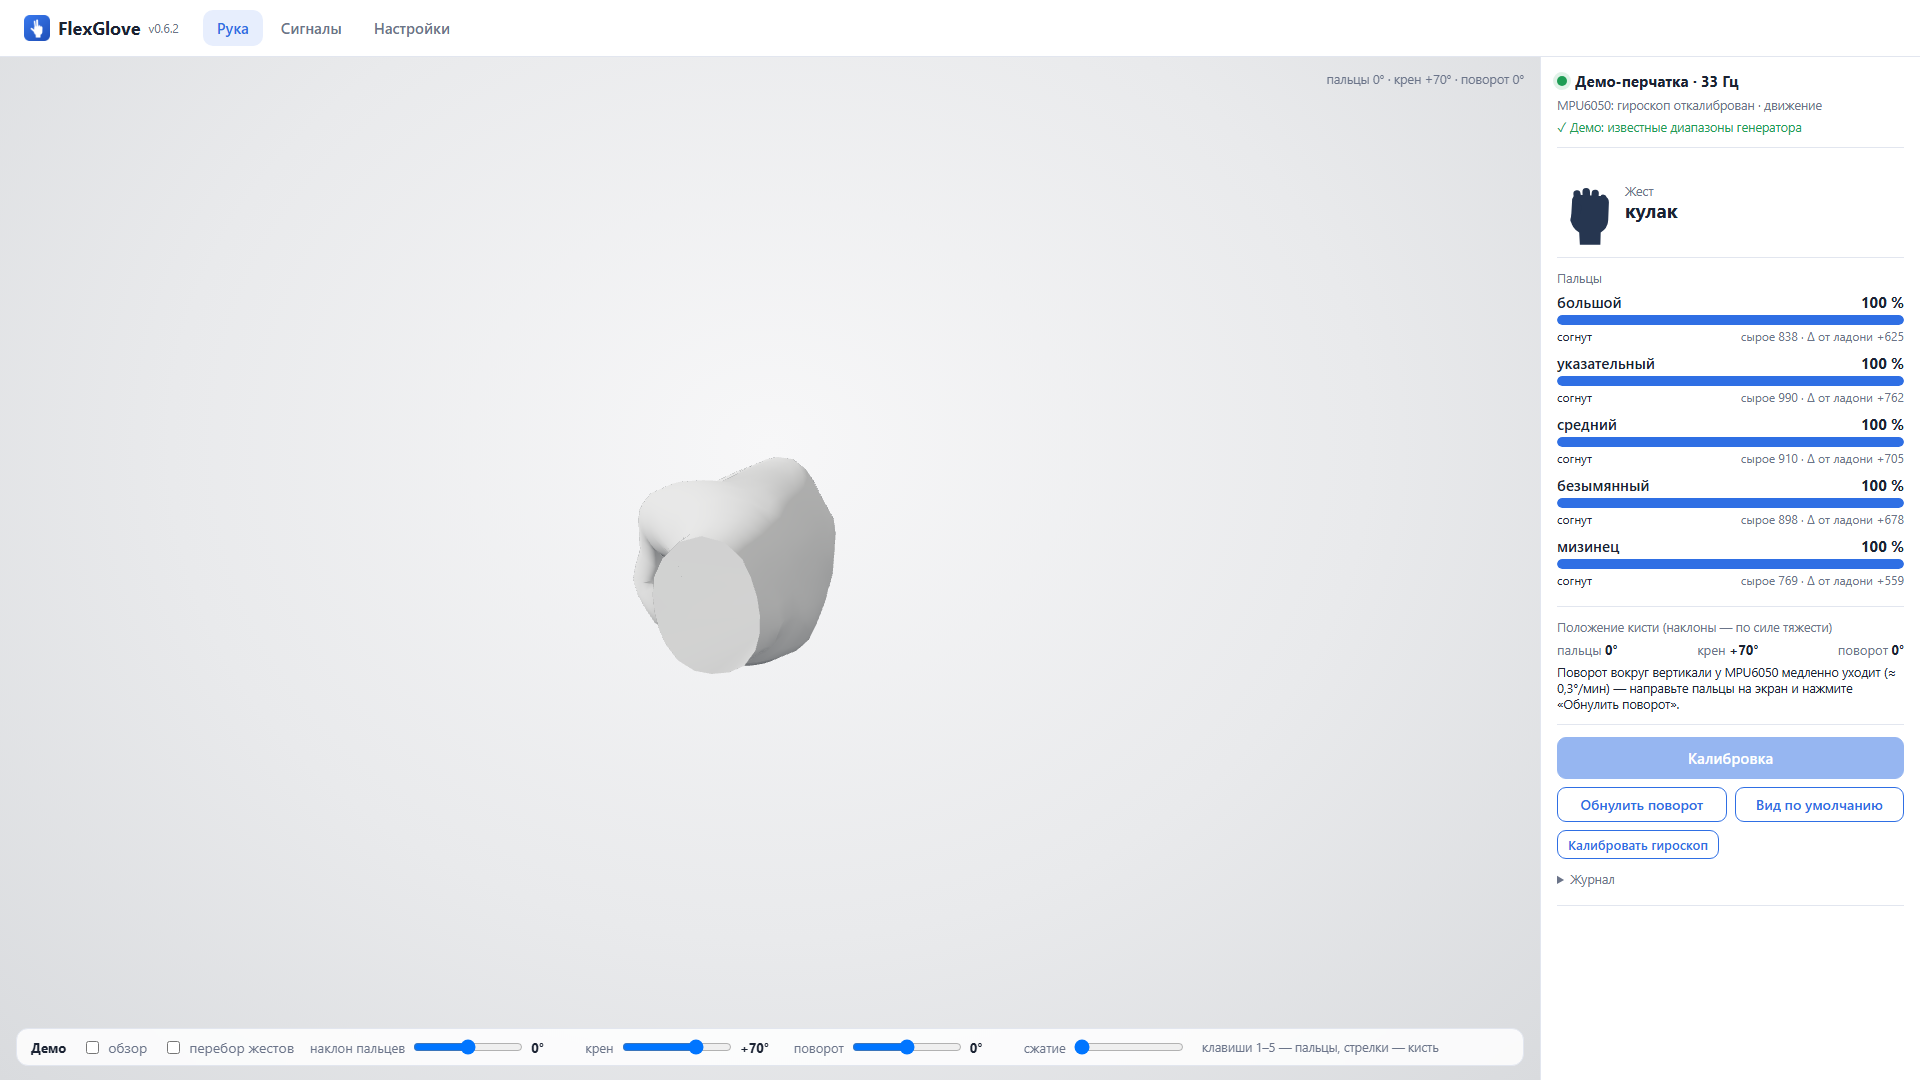 FlexGlove v0.6.2 Рука Сигналы Настройки
пальцы 0° · крен +70° · поворот 0°
Демо-перчатка · 33 Гц
MPU6050: гироскоп откалиброван · движение
✓ Демо: известные диапазоны генератора
Жест
кулак
Пальцы
большой 100 %
согнут сырое 838 · Δ от ладони +625
указательный 100 %
согнут сырое 990 · Δ от ладони +762
средний 100 %
согнут сырое 910 · Δ от ладони +705
безымянный 100 %
согнут сырое 898 · Δ от ладони +678
мизинец 100 %
согнут сырое 769 · Δ от ладони +559
Положение кисти (наклоны — по силе тяжести)
пальцы 0° крен +70° поворот 0°
Поворот вокруг вертикали у MPU6050 медленно уходит (≈
0,3°/мин) — направьте пальцы на экран и нажмите
«Обнулить поворот».
Калибровка
Обнулить поворот Вид по умолчанию
Калибровать гироскоп
Журнал
Демо обзор перебор жестов наклон пальцев 0° крен +70° поворот 0° сжатие клавиши 1–5 — пальцы, стрелки — кисть